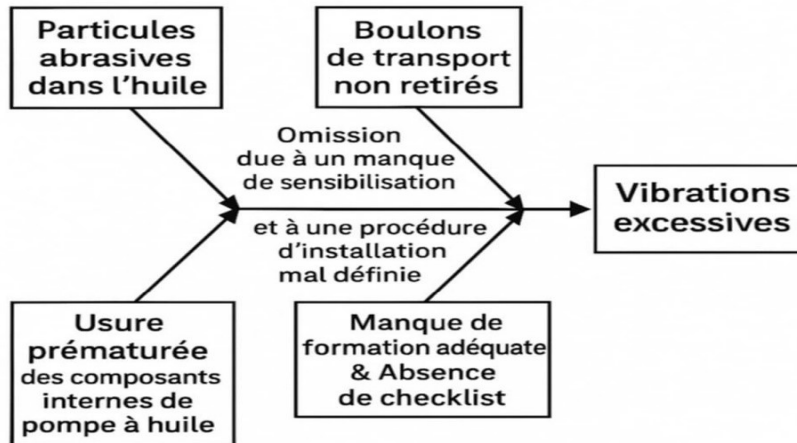 Particules
abrasives
dans l’huile
Boulons
de transport
non retirés
Omission
due à un manque
de sensibilisation
et à une procédure
d’installation
mal définie
Vibrations
excessives
Usure
prématurée
des composants
internes de
pompe à huile
Manque de
formation adéquate
& Absence
de checklist